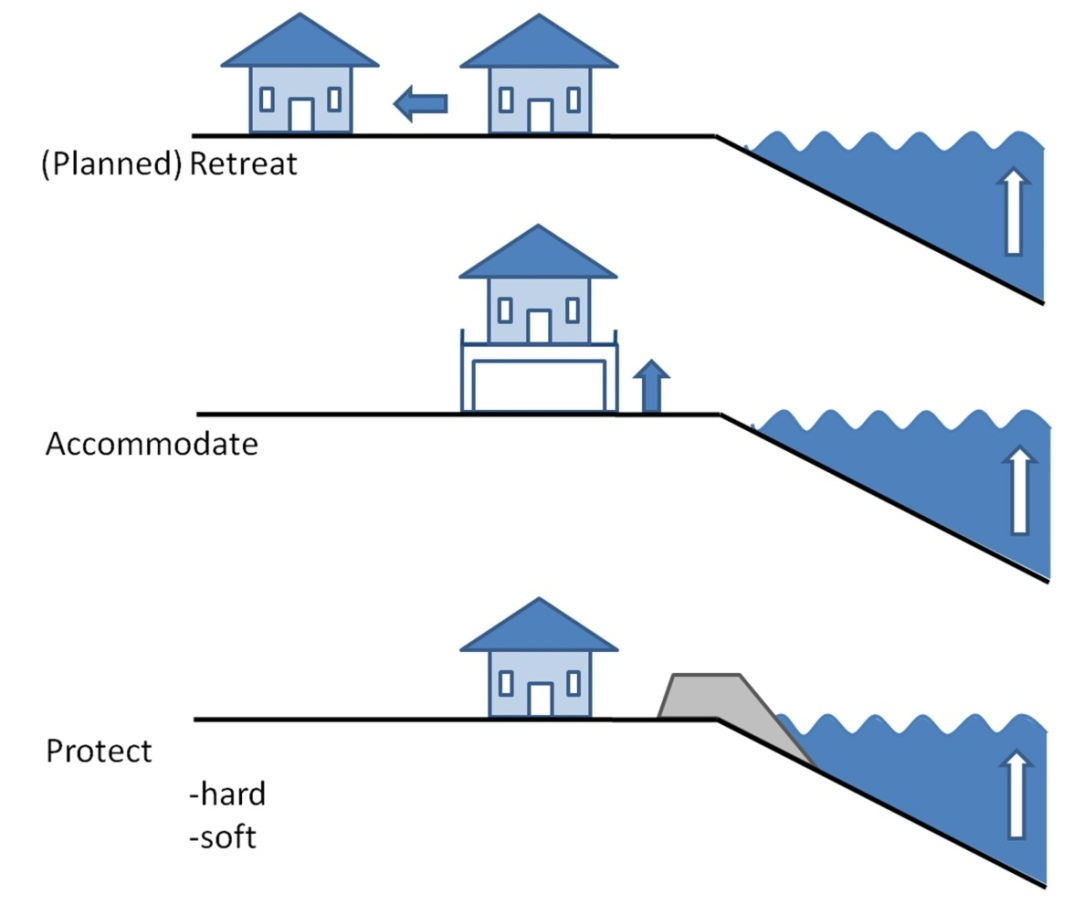 (Planned) Retreat
Accommodate
Protect
-hard
-soft